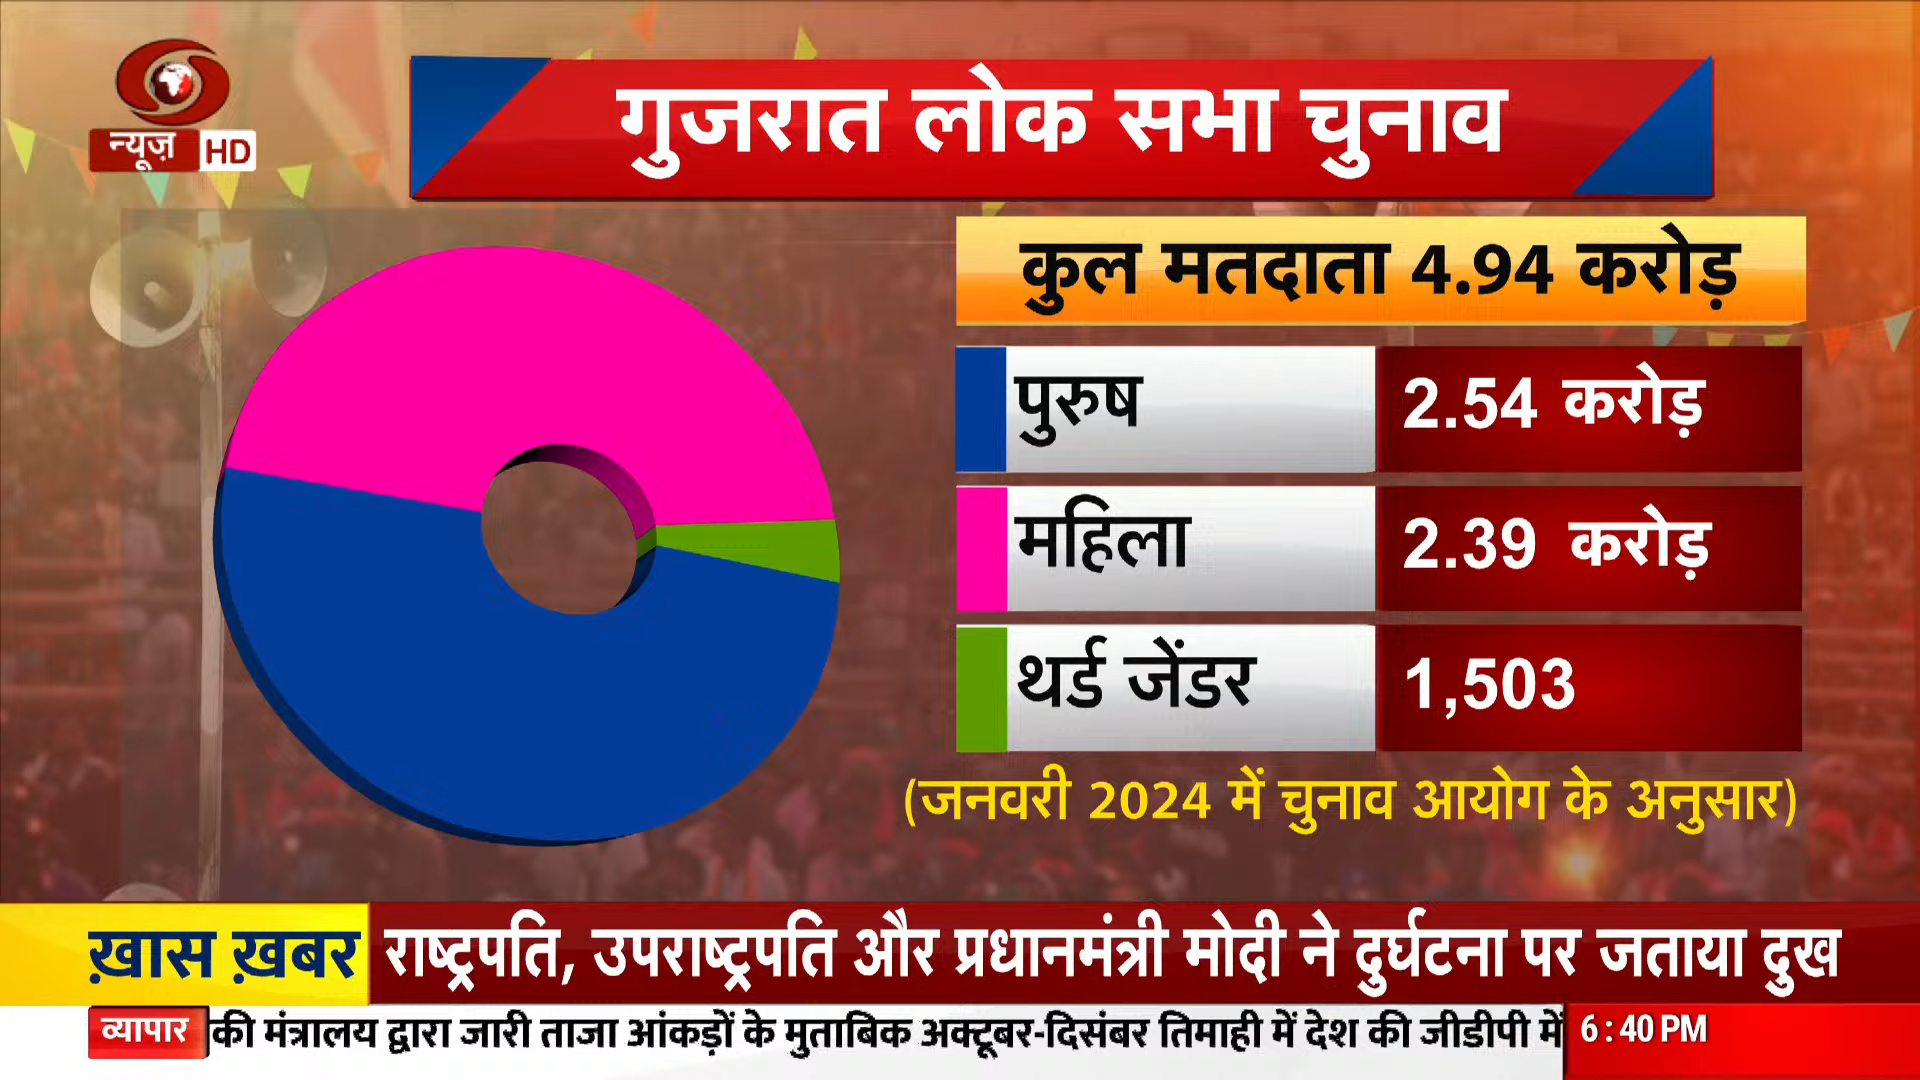 न्यूज़ HD
गुजरात लोक सभा चुनाव
कुल मतदाता 4.94 करोड़
पुरुष 2.54 करोड़
महिला 2.39 करोड़
थर्ड जेंडर 1,503
(जनवरी 2024 में चुनाव आयोग के अनुसार)
ख़ास ख़बर राष्ट्रपति, उपराष्ट्रपति और प्रधानमंत्री मोदी ने दुर्घटना पर जताया दुख
व्यापार की मंत्रालय द्वारा जारी ताजा आंकड़ों के मुताबिक अक्टूबर-दिसंबर तिमाही में देश की जीडीपी में 6:40 PM